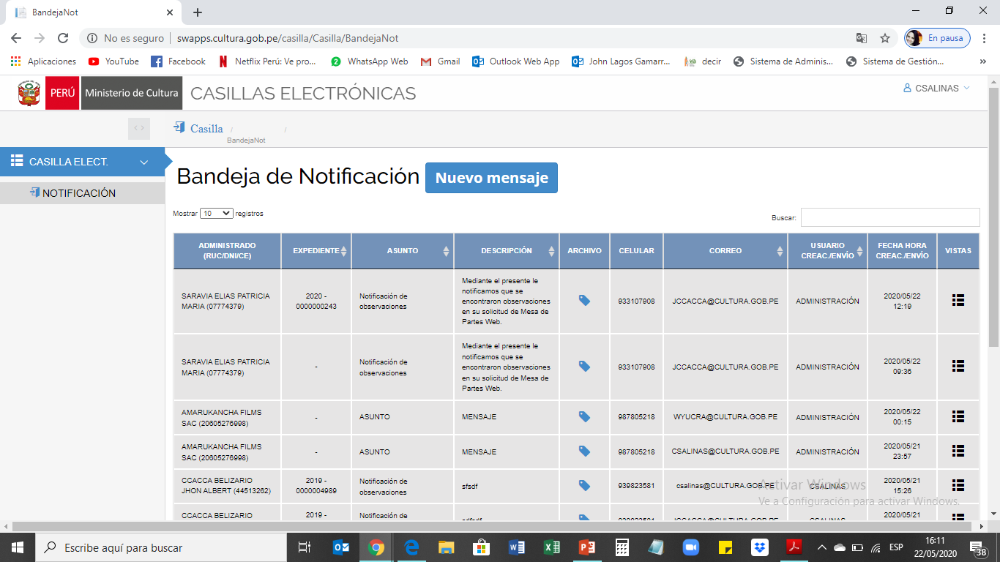 BandejaNot
No es seguro | swapps.cultura.gob.pe/casilla/Casilla/BandejaNot
En pausa
Aplicaciones YouTube Facebook Netflix Perú: Ve pro... 2 WhatsApp Web Gmail Outlook Web App John Lagos Gamarr... decir Sistema de Adminis... Sistema de Gestión... »
PERÚ Ministerio de Cultura CASILLAS ELECTRÓNICAS
CSALINAS
Casilla / /
BandejaNot
CASILLA ELECT.
NOTIFICACIÓN
Bandeja de Notificación Nuevo mensaje
Mostrar 10 registros
Buscar:
ADMINISTRADO (RUC/DNI/CE) EXPEDIENTE ASUNTO DESCRIPCIÓN ARCHIVO CELULAR CORREO USUARIO CREAC./ENVÍO FECHA HORA CREAC./ENVÍO VISTAS
SARAVIA ELIAS PATRICIA MARIA (07774379) 2020 - 0000000243 Notificación de observaciones Mediante el presente le notificamos que se encontraron observaciones en su solicitud de Mesa de Partes Web. 933107908 JCCACCA@CULTURA.GOB.PE ADMINISTRACIÓN 2020/05/22 12:19
SARAVIA ELIAS PATRICIA MARIA (07774379) - Notificación de observaciones Mediante el presente le notificamos que se encontraron observaciones en su solicitud de Mesa de Partes Web. 933107908 JCCACCA@CULTURA.GOB.PE ADMINISTRACIÓN 2020/05/22 09:36
AMARUKANCHA FILMS SAC (20605276998) - ASUNTO MENSAJE 987805218 WYUCRA@CULTURA.GOB.PE ADMINISTRACIÓN 2020/05/22 00:15
AMARUKANCHA FILMS SAC (20605276998) - ASUNTO MENSAJE 987805218 CSALINAS@CULTURA.GOB.PE ADMINISTRACIÓN 2020/05/21 23:57
CCACCA BELIZARIO JHON ALBERT (44513262) 2019 - 0000004989 Notificación de observaciones sfsdf 939823581 csalinas@CULTURA.GOB.PE CSALINAS 2020/05/21 15:26
CCACCA BELIZARIO 2019 - Notificación de 2020/05/21
Activar Windows
Ve a Configuración para activar Windows.
Escribe aquí para buscar
ESP
16:11
22/05/2020
38